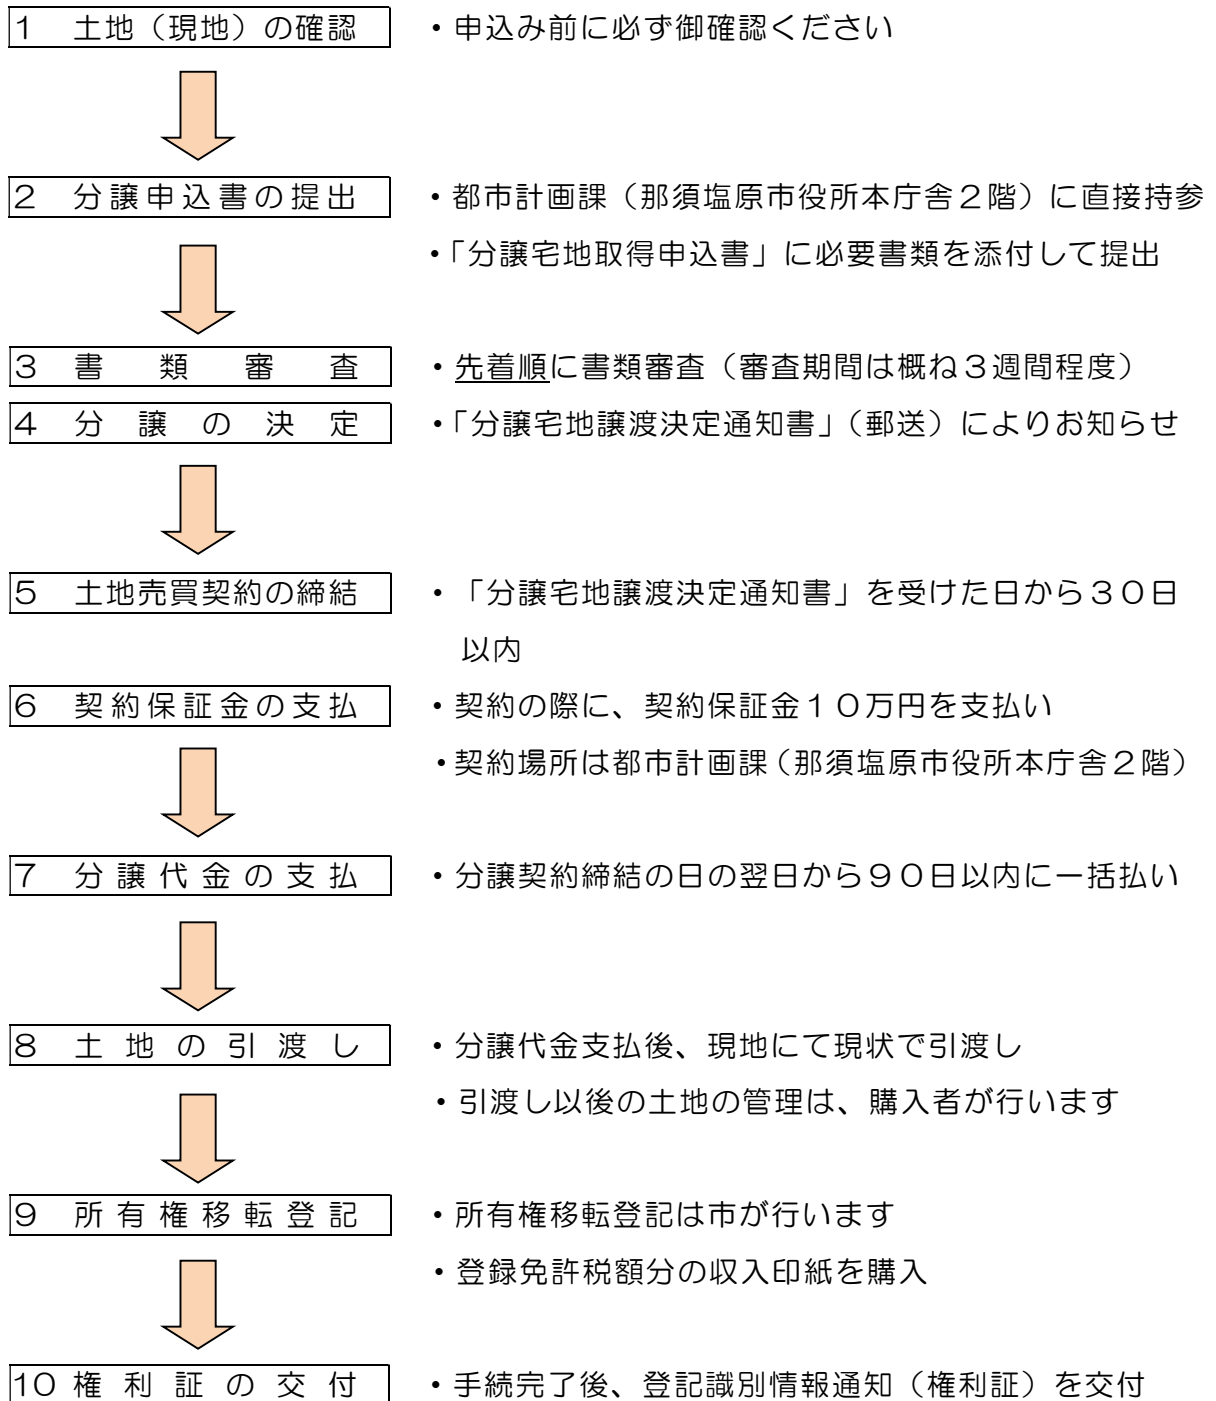 1　土地（現地）の確認　・申込み前に必ず御確認ください
2　分譲申込書の提出　・都市計画課（那須塩原市役所本庁舎２階）に直接持参
・「分譲宅地取得申込書」に必要書類を添付して提出
3　書類審査　・先着順に書類審査（審査期間は概ね３週間程度）
4　分譲の決定　・「分譲宅地譲渡決定通知書」（郵送）によりお知らせ
5　土地売買契約の締結　・「分譲宅地譲渡決定通知書」を受けた日から３０日
以内
6　契約保証金の支払　・契約の際に、契約保証金１０万円を支払い
・契約場所は都市計画課（那須塩原市役所本庁舎２階）
7　分譲代金の支払　・分譲契約締結の日の翌日から９０日以内に一括払い
8　土地の引渡し　・分譲代金支払後、現地にて現状で引渡し
・引渡し以後の土地の管理は、購入者が行います
9　所有権移転登記　・所有権移転登記は市が行います
・登録免許税額分の収入印紙を購入
10 権利証の交付　・手続完了後、登記識別情報通知（権利証）を交付